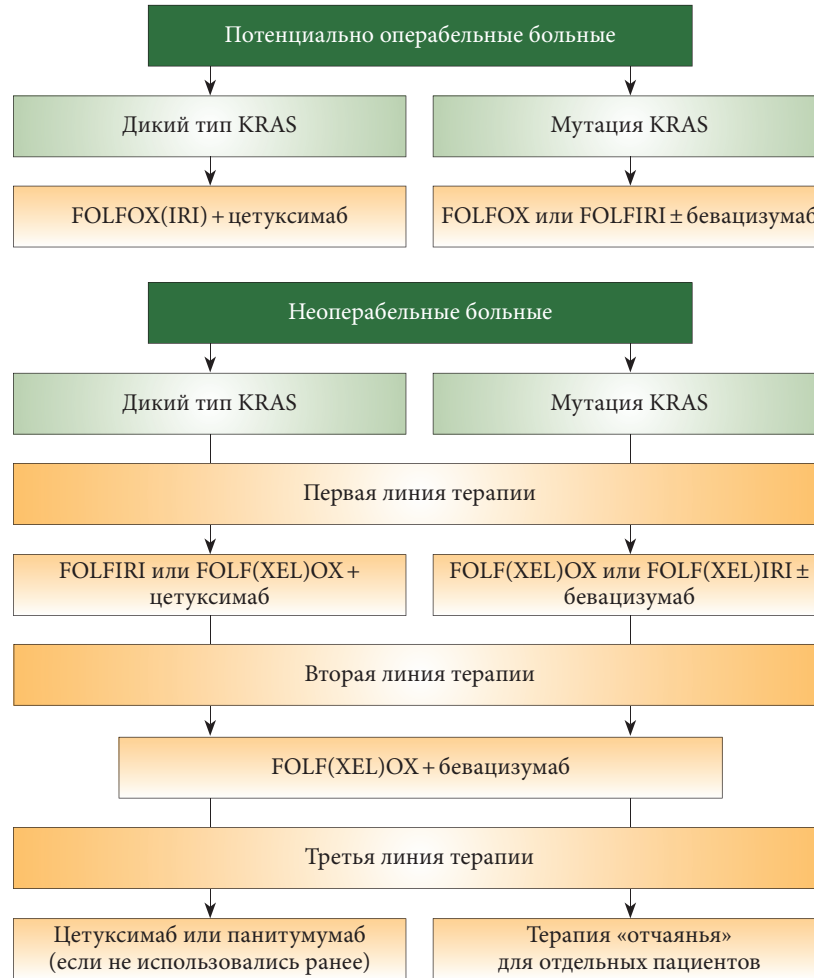 Потенциально операбельные больные
Дикий тип KRAS
Мутация KRAS
FOLFOX(IRI) + цетуксимаб
FOLFOX или FOLFIRI ± бевацизумаб
Неоперабельные больные
Дикий тип KRAS
Мутация KRAS
Первая линия терапии
FOLFIRI или FOLF(XEL)OX +
цетуксимаб
FOLF(XEL)OX или FOLF(XEL)IRI ±
бевацизумаб
Вторая линия терапии
FOLF(XEL)OX + бевацизумаб
Третья линия терапии
Цетуксимаб или панитумумаб
(если не использовались ранее)
Терапия «отчаянья»
для отдельных пациентов